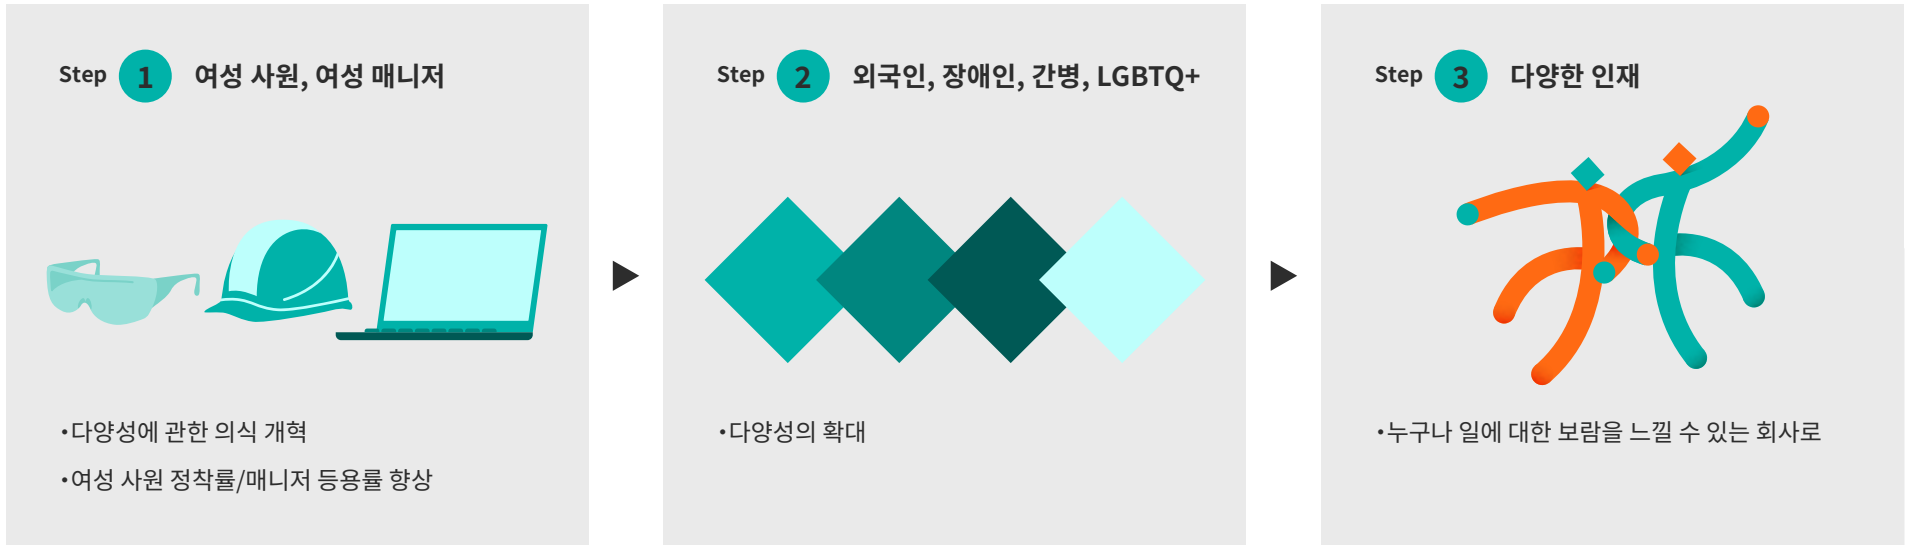 Step 1 여성 사원, 여성 매니저
・다양성에 관한 의식 개혁
・여성 사원 정착률/매니저 등용률 향상
Step 2 외국인, 장애인, 간병, LGBTQ+
・다양성의 확대
Step 3 다양한 인재
・누구나 일에 대한 보람을 느낄 수 있는 회사로